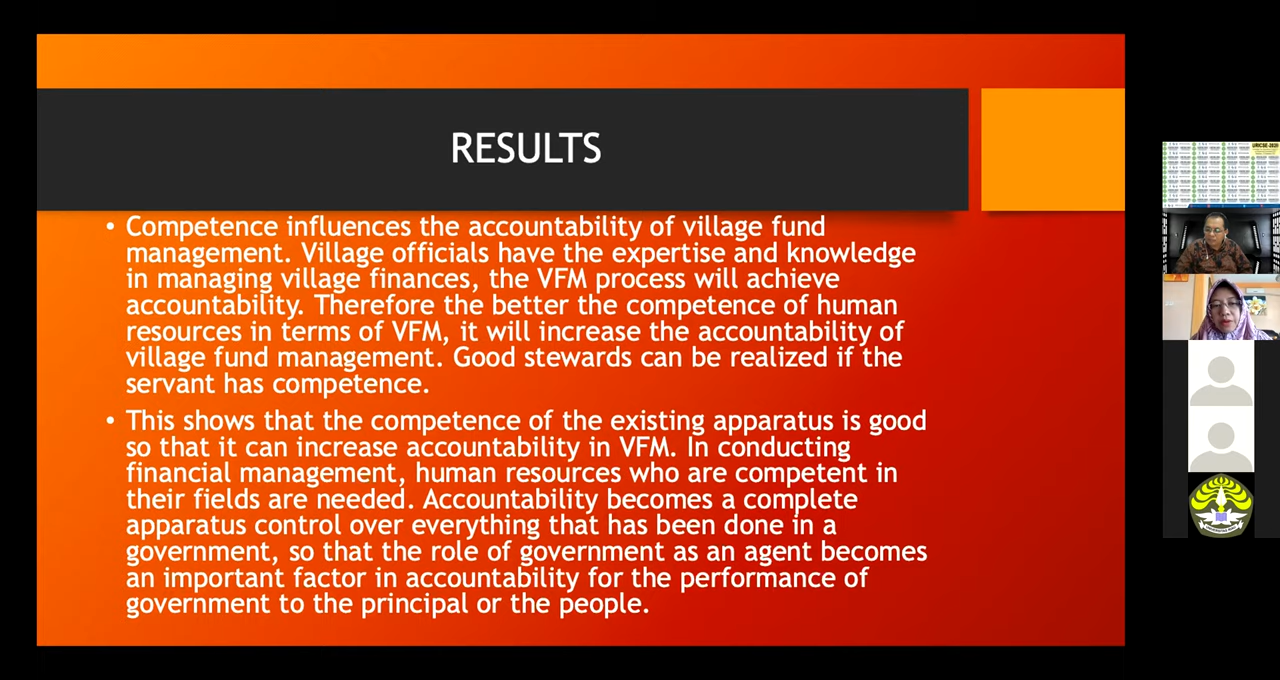 RESULTS
• Competence influences the accountability of village fund
management. Village officials have the expertise and knowledge
in managing village finances, the VFM process will achieve
accountability. Therefore the better the competence of human
resources in terms of VFM, it will increase the accountability of
village fund management. Good stewards can be realized if the
servant has competence.
• This shows that the competence of the existing apparatus is good
so that it can increase accountability in VFM. In conducting
financial management, human resources who are competent in
their fields are needed. Accountability becomes a complete
apparatus control over everything that has been done in a
government, so that the role of government as an agent becomes
an important factor in accountability for the performance of
government to the principal or the people.